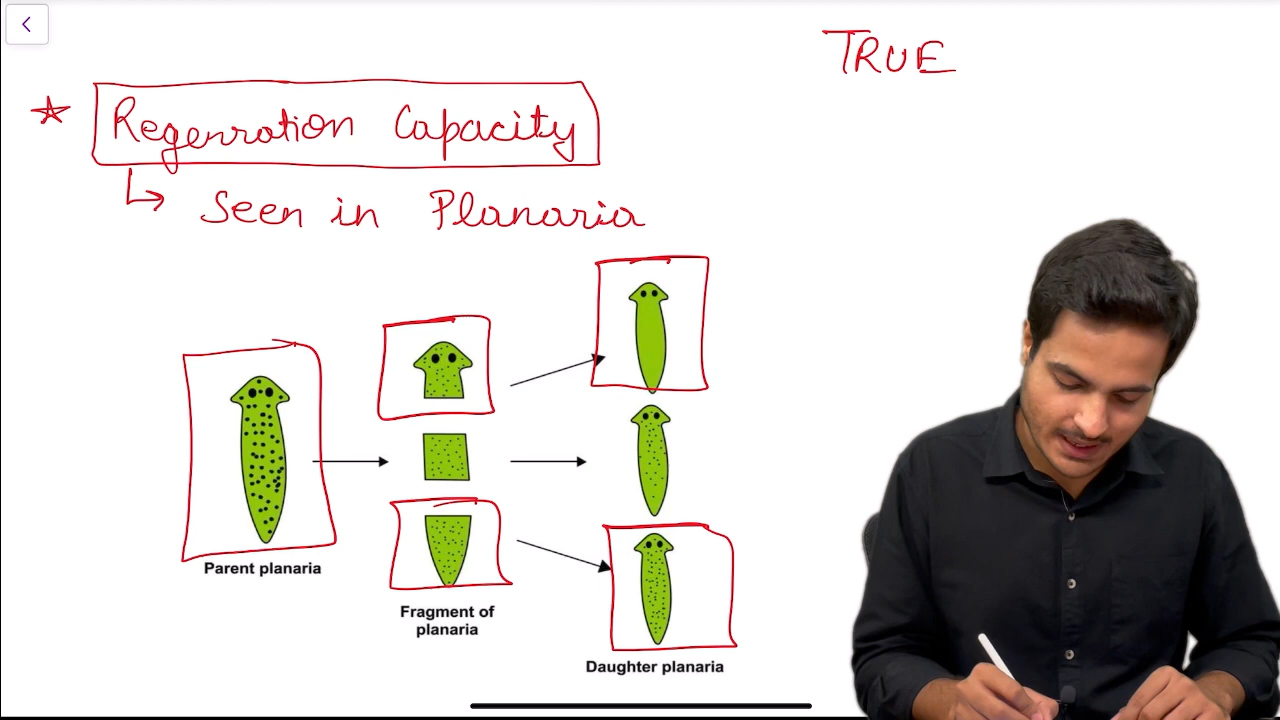 TRUE
Regenration Capacity
Seen in Planaria
Parent planaria
Fragment of
planaria
Daughter planaria